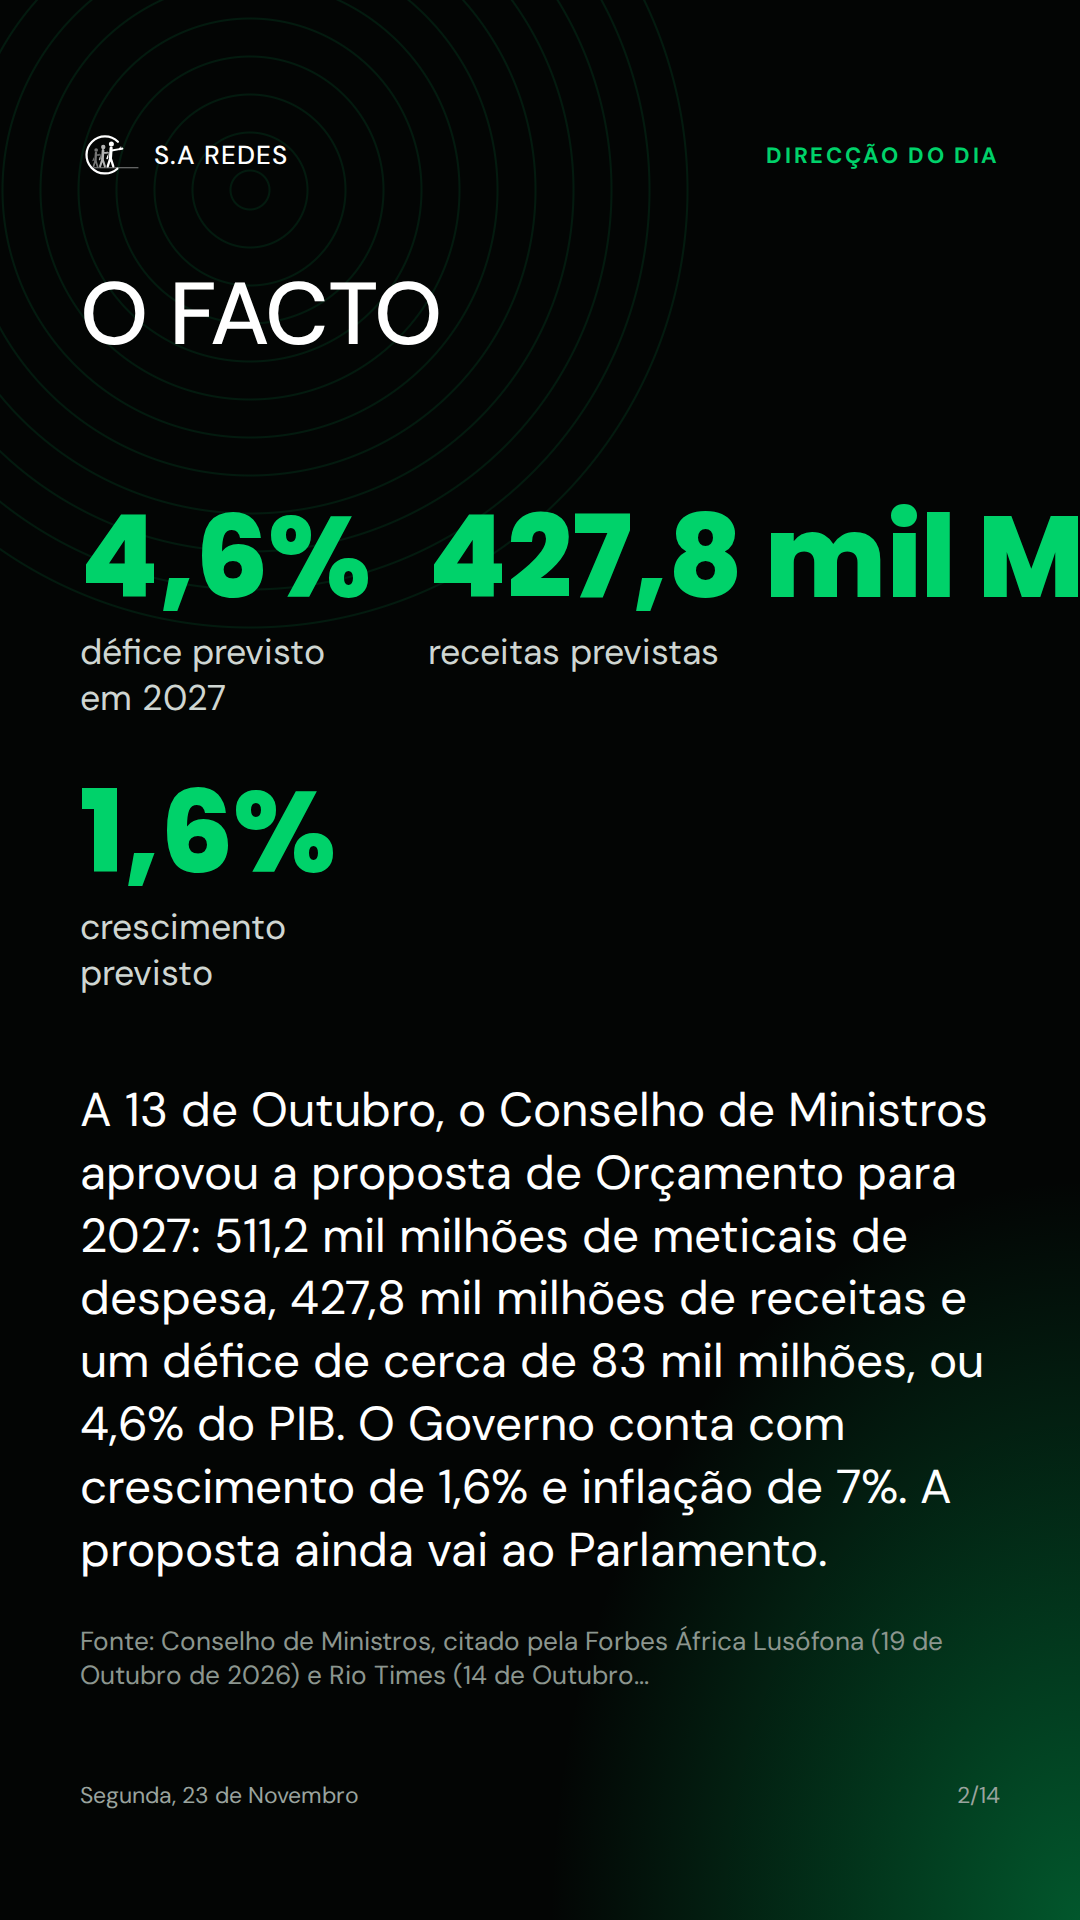 S.A REDES
DIRECÇÃO DO DIA
O FACTO
4,6%
défice previsto
em 2027
427,8 mil M
receitas previstas
1,6%
crescimento
previsto
A 13 de Outubro, o Conselho de Ministros
aprovou a proposta de Orçamento para
2027: 511,2 mil milhões de meticais de
despesa, 427,8 mil milhões de receitas e
um défice de cerca de 83 mil milhões, ou
4,6% do PIB. O Governo conta com
crescimento de 1,6% e inflação de 7%. A
proposta ainda vai ao Parlamento.
Fonte: Conselho de Ministros, citado pela Forbes África Lusófona (19 de
Outubro de 2026) e Rio Times (14 de Outubro...
Segunda, 23 de Novembro
2/14